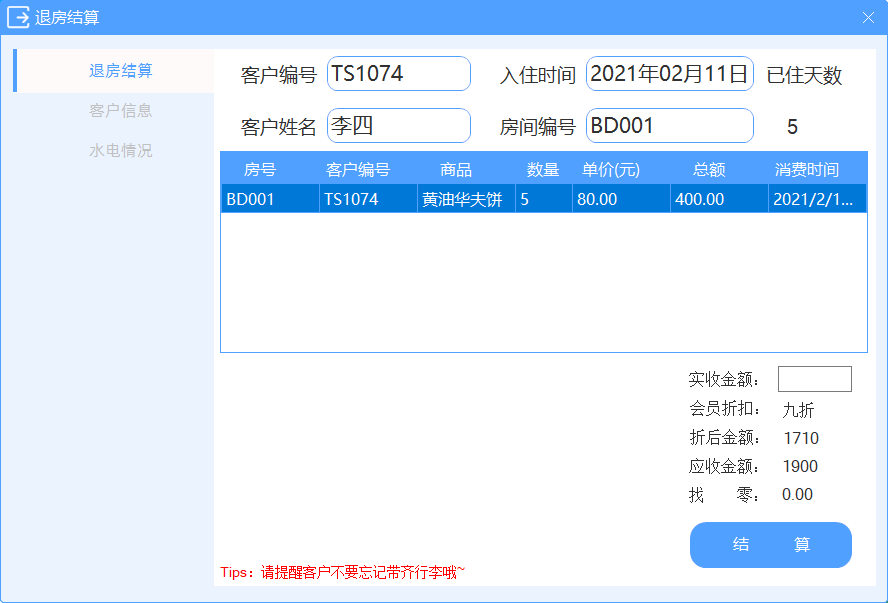 退房结算
退房结算
客户信息
水电情况
客户编号 TS1074 入住时间 2021年02月11日 已住天数
客户姓名 李四 房间编号 BD001 5
房号 客户编号 商品 数量 单价(元) 总额 消费时间
BD001 TS1074 黄油华夫饼 5 80.00 400.00 2021/2/1...
实收金额：
会员折扣： 九折
折后金额： 1710
应收金额： 1900
找 零： 0.00
结 算
Tips：请提醒客户不要忘记带齐行李哦~